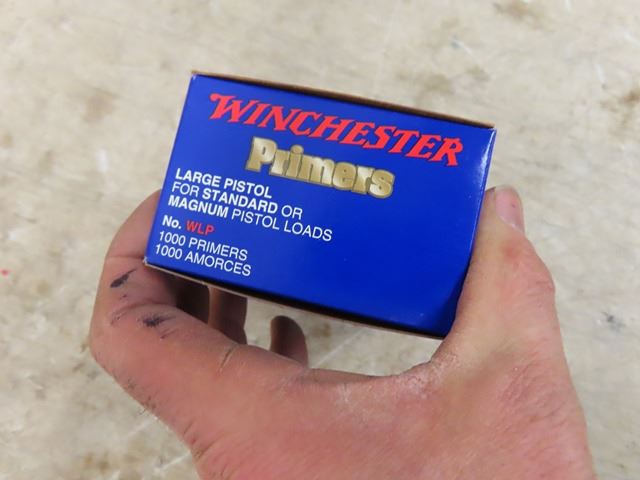 WINCHESTER
Primers
LARGE PISTOL
FOR STANDARD OR
MAGNUM PISTOL LOADS
No. WLP
1000 PRIMERS
1000 AMORCES